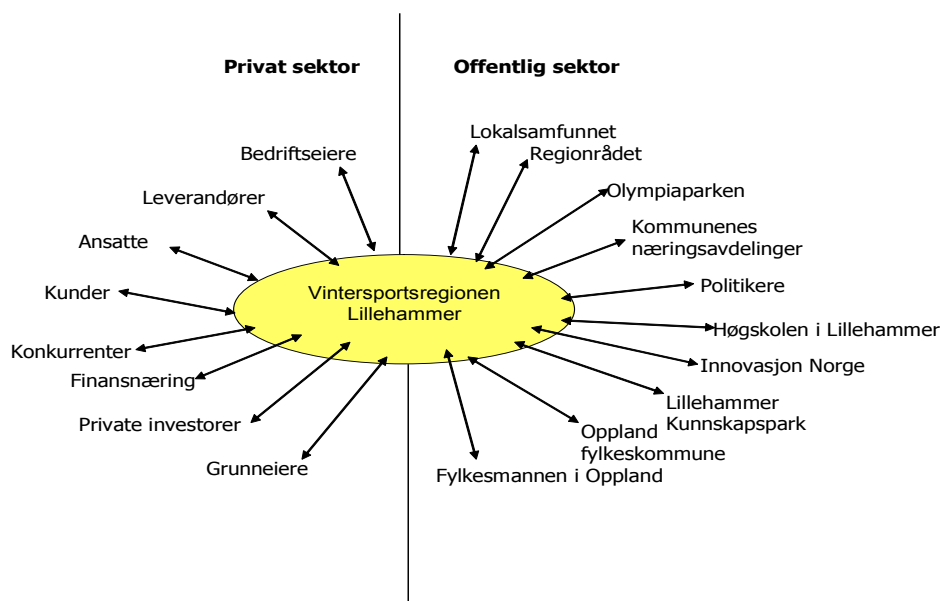 Privat sektor
Offentlig sektor
Bedriftseiere
Leverandører
Ansatte
Kunder
Konkurrenter
Finansnæring
Private investorer
Grunneiere
Vintersportsregionen
Lillehammer
Lokalsamfunnet
Regionrådet
Olympiaparken
Kommunenes
næringsavdelinger
Politikere
Høgskolen i Lillehammer
Innovasjon Norge
Lillehammer
Kunnskapspark
Oppland
fylkeskommune
Fylkesmannen i Oppland